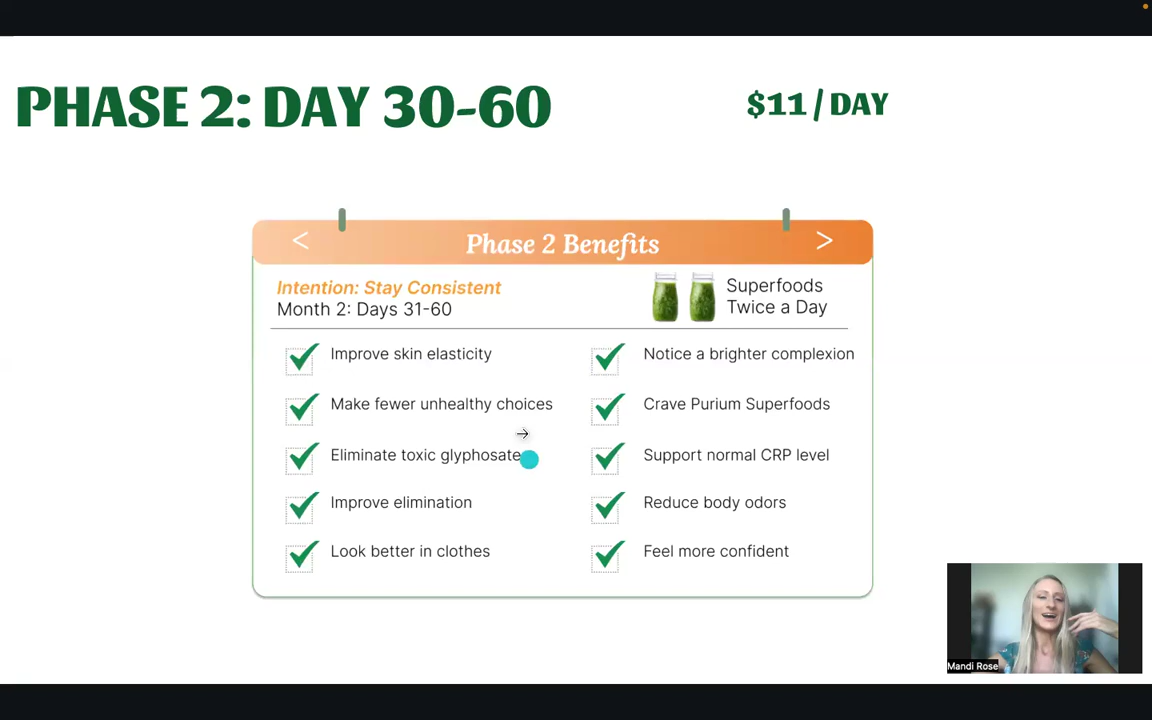 PHASE 2: DAY 30-60
$11 / DAY
< Phase 2 Benefits >
Intention: Stay Consistent
Month 2: Days 31-60
Superfoods
Twice a Day
Improve skin elasticity
Notice a brighter complexion
Make fewer unhealthy choices
Crave Purium Superfoods
Eliminate toxic glyphosate
Support normal CRP level
Improve elimination
Reduce body odors
Look better in clothes
Feel more confident
Mandi Rose